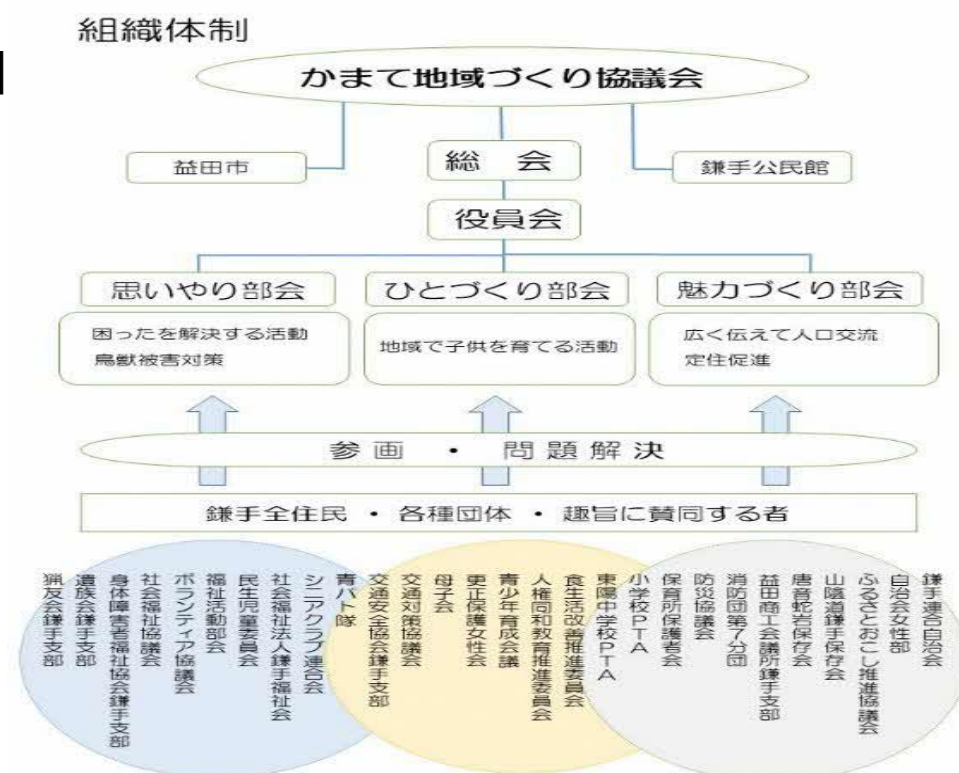 組織体制
かまて地域づくり協議会
益田市
総　会
鎌手公民館
役員会
思いやり部会
ひとづくり部会
魅力づくり部会
困ったを解決する活動
鳥獣被害対策
地域で子供を育てる活動
広く伝えて人口交流
定住促進
参画 ・ 問題解決
鎌手全住民 ・ 各種団体 ・ 趣旨に賛同する者
鎌手連合自治会
自治会女性部
ふるさとおこし推進協議会
山陰道鎌手保存会
唐音蛇岩保存会
益田商工会議所鎌手支部
消防団第7分団
防災協議会
保育所保護者会
小学校PTA
東陽中学校PTA
食生活改善推進委員会
人権同和教育推進委員会
青少年育成会議
更正保護女性会
母子会
交通対策協議会
交通安全協会鎌手支部
青パト隊
シニアクラブ連合会
社会福祉法人鎌手福祉会
民生児童委員会
福祉活動部
ボランティア協議会
社会福祉協議会
身体障害者福祉協会鎌手支部
遺族会鎌手支部
猟友会鎌手支部